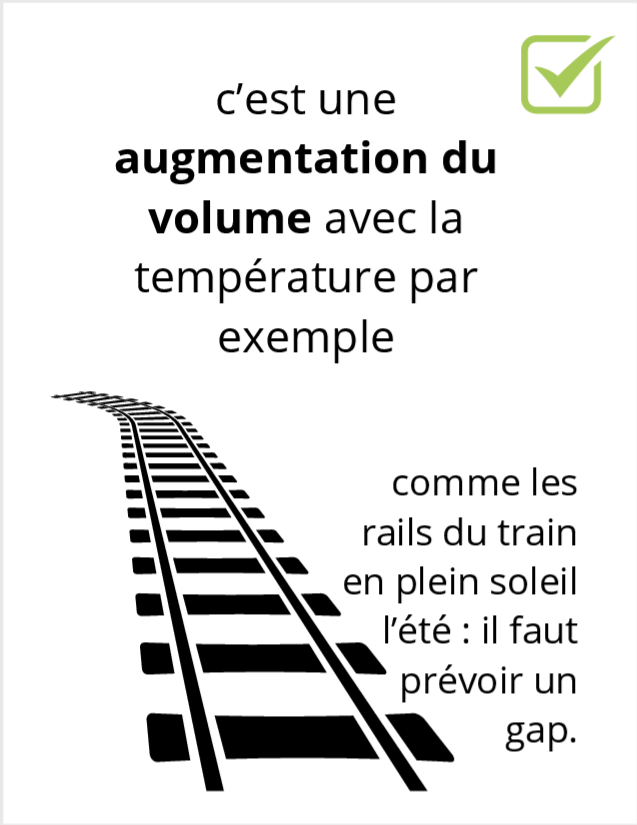 c’est une
augmentation du
volume avec la
température par
exemple
comme les
rails du train
en plein soleil
l’été : il faut
prévoir un
gap.